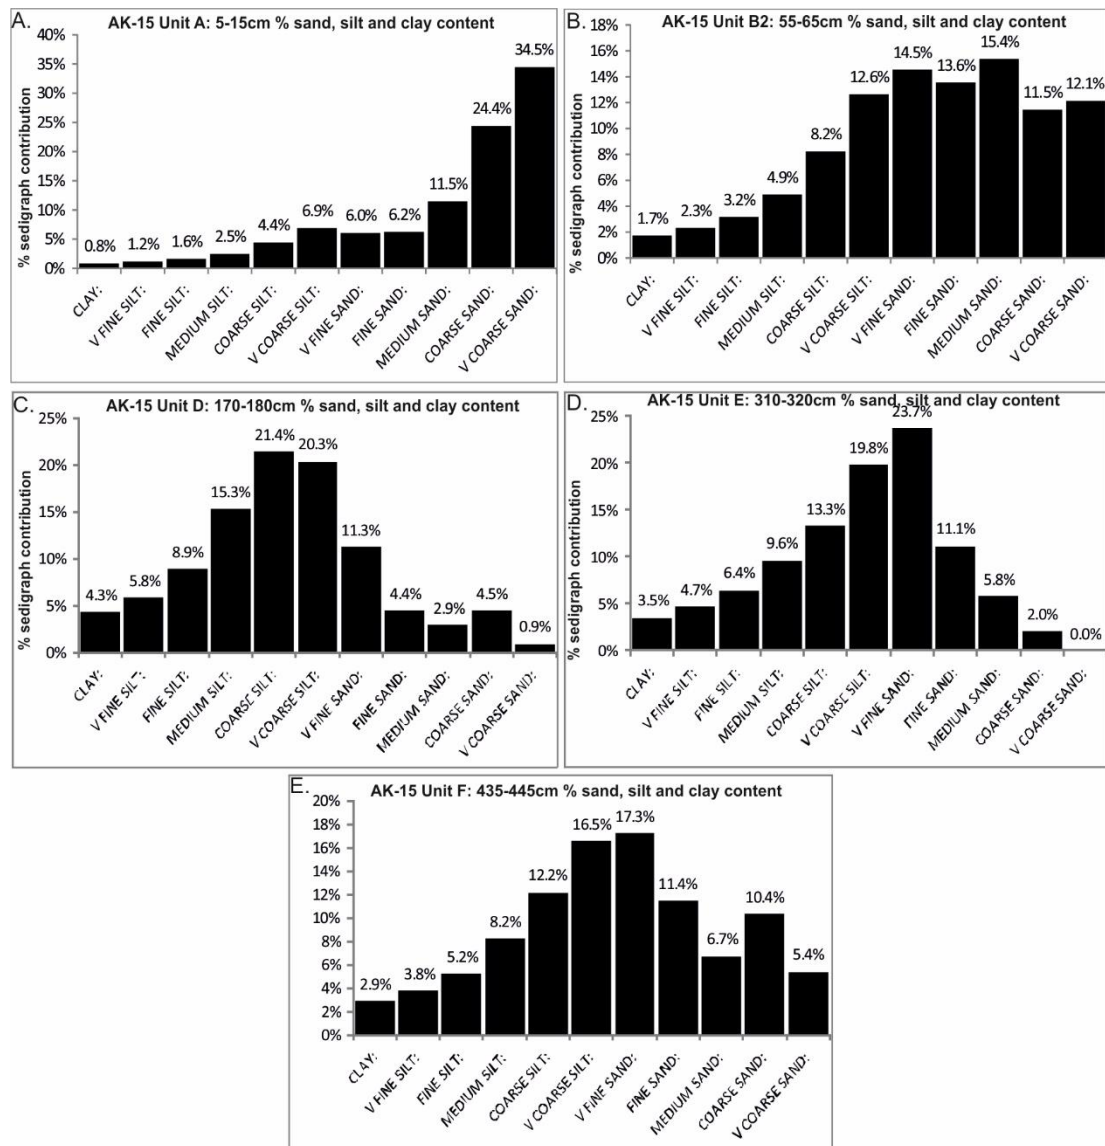 A.
AK-15 Unit A: 5-15cm % sand, silt and clay content
% sedigraph contribution
40%
35%
30%
25%
20%
15%
10%
5%
0%
0.8%
1.2%
1.6%
2.5%
4.4%
6.9%
6.0%
6.2%
11.5%
24.4%
34.5%
CLAY:
V FINE SILT:
FINE SILT:
MEDIUM SILT:
COARSE SILT:
V COARSE SILT:
V FINE SAND:
FINE SAND:
MEDIUM SAND:
COARSE SAND:
V COARSE SAND:
B.
AK-15 Unit B2: 55-65cm % sand, silt and clay content
% sedigraph contribution
18%
16%
14%
12%
10%
8%
6%
4%
2%
0%
1.7%
2.3%
3.2%
4.9%
8.2%
12.6%
14.5%
13.6%
15.4%
11.5%
12.1%
CLAY:
V FINE SILT:
FINE SILT:
MEDIUM SILT:
COARSE SILT:
V COARSE SILT:
V FINE SAND:
FINE SAND:
MEDIUM SAND:
COARSE SAND:
V COARSE SAND:
C.
AK-15 Unit D: 170-180cm % sand, silt and clay content
% sedigraph contribution
25%
20%
15%
10%
5%
0%
4.3%
5.8%
8.9%
15.3%
21.4%
20.3%
11.3%
4.4%
2.9%
4.5%
0.9%
CLAY:
V FINE SILT:
FINE SILT:
MEDIUM SILT:
COARSE SILT:
V COARSE SILT:
V FINE SAND:
FINE SAND:
MEDIUM SAND:
COARSE SAND:
V COARSE SAND:
D.
AK-15 Unit E: 310-320cm % sand, silt and clay content
% sedigraph contribution
25%
20%
15%
10%
5%
0%
3.5%
4.7%
6.4%
9.6%
13.3%
19.8%
23.7%
11.1%
5.8%
2.0%
0.0%
CLAY:
V FINE SILT:
FINE SILT:
MEDIUM SILT:
COARSE SILT:
V COARSE SILT:
V FINE SAND:
FINE SAND:
MEDIUM SAND:
COARSE SAND:
V COARSE SAND:
E.
AK-15 Unit F: 435-445cm % sand, silt and clay content
% sedigraph contribution
20%
18%
16%
14%
12%
10%
8%
6%
4%
2%
0%
2.9%
3.8%
5.2%
8.2%
12.2%
16.5%
17.3%
11.4%
6.7%
10.4%
5.4%
CLAY:
V FINE SILT:
FINE SILT:
MEDIUM SILT:
COARSE SILT:
V COARSE SILT:
V FINE SAND:
FINE SAND:
MEDIUM SAND:
COARSE SAND:
V COARSE SAND: